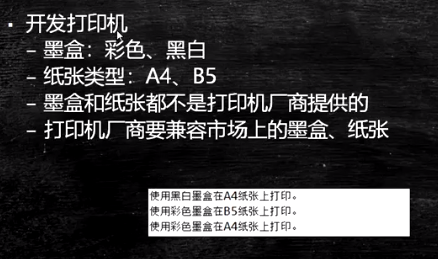 ▪ 开发打印机
– 墨盒：彩色、黑白
– 纸张类型：A4、B5
– 墨盒和纸张都不是打印机厂商提供的
– 打印机厂商要兼容市场上的墨盒、纸张
使用黑白墨盒在A4纸张上打印。
使用彩色墨盒在B5纸张上打印。
使用彩色墨盒在A4纸张上打印。